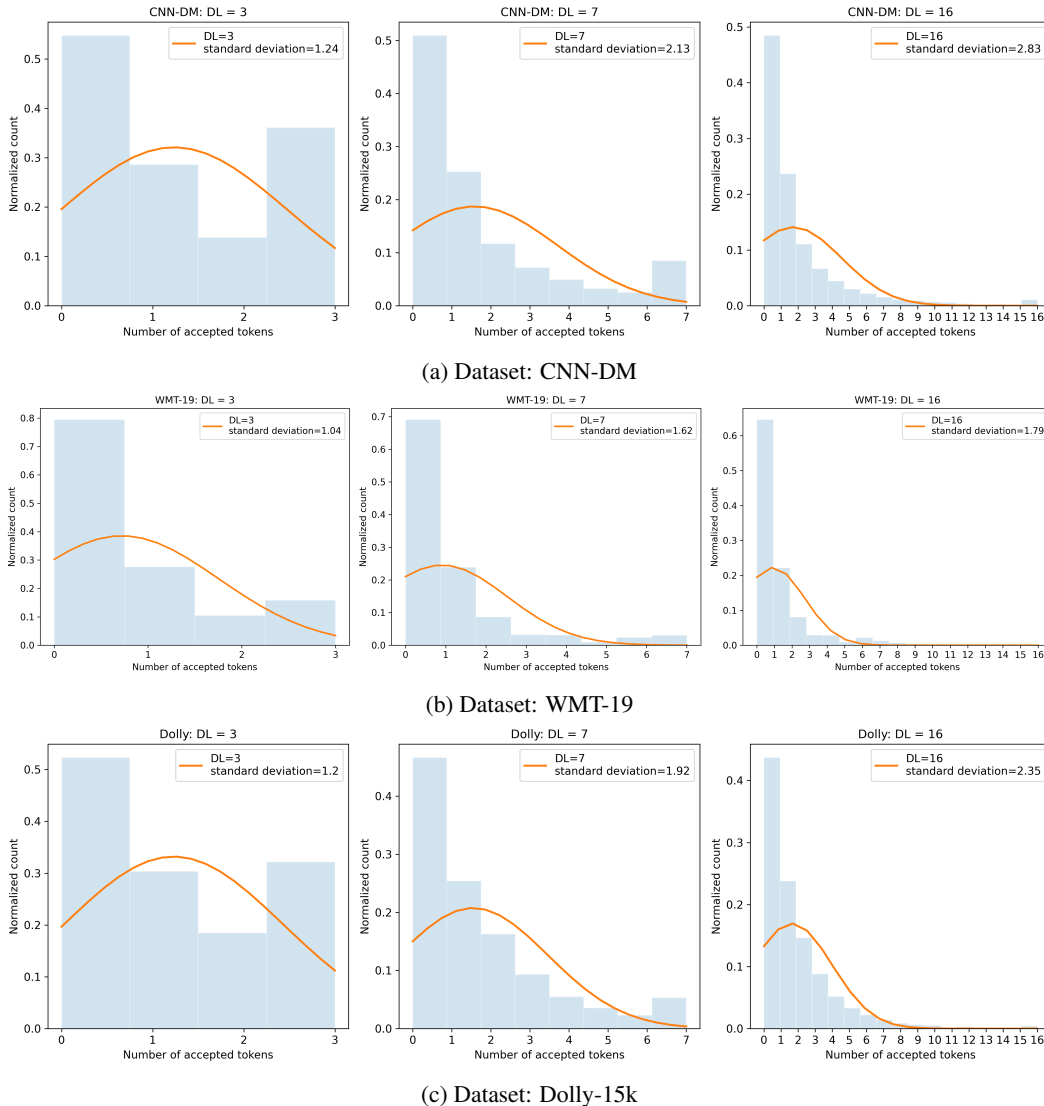 CNN-DM: DL = 3
DL=3
standard deviation=1.24
Normalized count
0.5
0.4
0.3
0.2
0.1
0.0
0 1 2 3
Number of accepted tokens
CNN-DM: DL = 7
DL=7
standard deviation=2.13
Normalized count
0.5
0.4
0.3
0.2
0.1
0.0
0 1 2 3 4 5 6 7
Number of accepted tokens
CNN-DM: DL = 16
DL=16
standard deviation=2.83
Normalized count
0.5
0.4
0.3
0.2
0.1
0.0
0 1 2 3 4 5 6 7 8 9 10 11 12 13 14 15 16
Number of accepted tokens
(a) Dataset: CNN-DM
WMT-19: DL = 3
DL=3
standard deviation=1.04
Normalized count
0.8
0.7
0.6
0.5
0.4
0.3
0.2
0.1
0.0
0 1 2 3
Number of accepted tokens
WMT-19: DL = 7
DL=7
standard deviation=1.62
Normalized count
0.7
0.6
0.5
0.4
0.3
0.2
0.1
0.0
0 1 2 3 4 5 6 7
Number of accepted tokens
WMT-19: DL = 16
DL=16
standard deviation=1.79
Normalized count
0.6
0.5
0.4
0.3
0.2
0.1
0.0
0 1 2 3 4 5 6 7 8 9 10 11 12 13 14 15 16
Number of accepted tokens
(b) Dataset: WMT-19
Dolly: DL = 3
DL=3
standard deviation=1.2
Normalized count
0.5
0.4
0.3
0.2
0.1
0.0
0 1 2 3
Number of accepted tokens
Dolly: DL = 7
DL=7
standard deviation=1.92
Normalized count
0.4
0.3
0.2
0.1
0.0
0 1 2 3 4 5 6 7
Number of accepted tokens
Dolly: DL = 16
DL=16
standard deviation=2.35
Normalized count
0.4
0.3
0.2
0.1
0.0
0 1 2 3 4 5 6 7 8 9 10 11 12 13 14 15 16
Number of accepted tokens
(c) Dataset: Dolly-15k